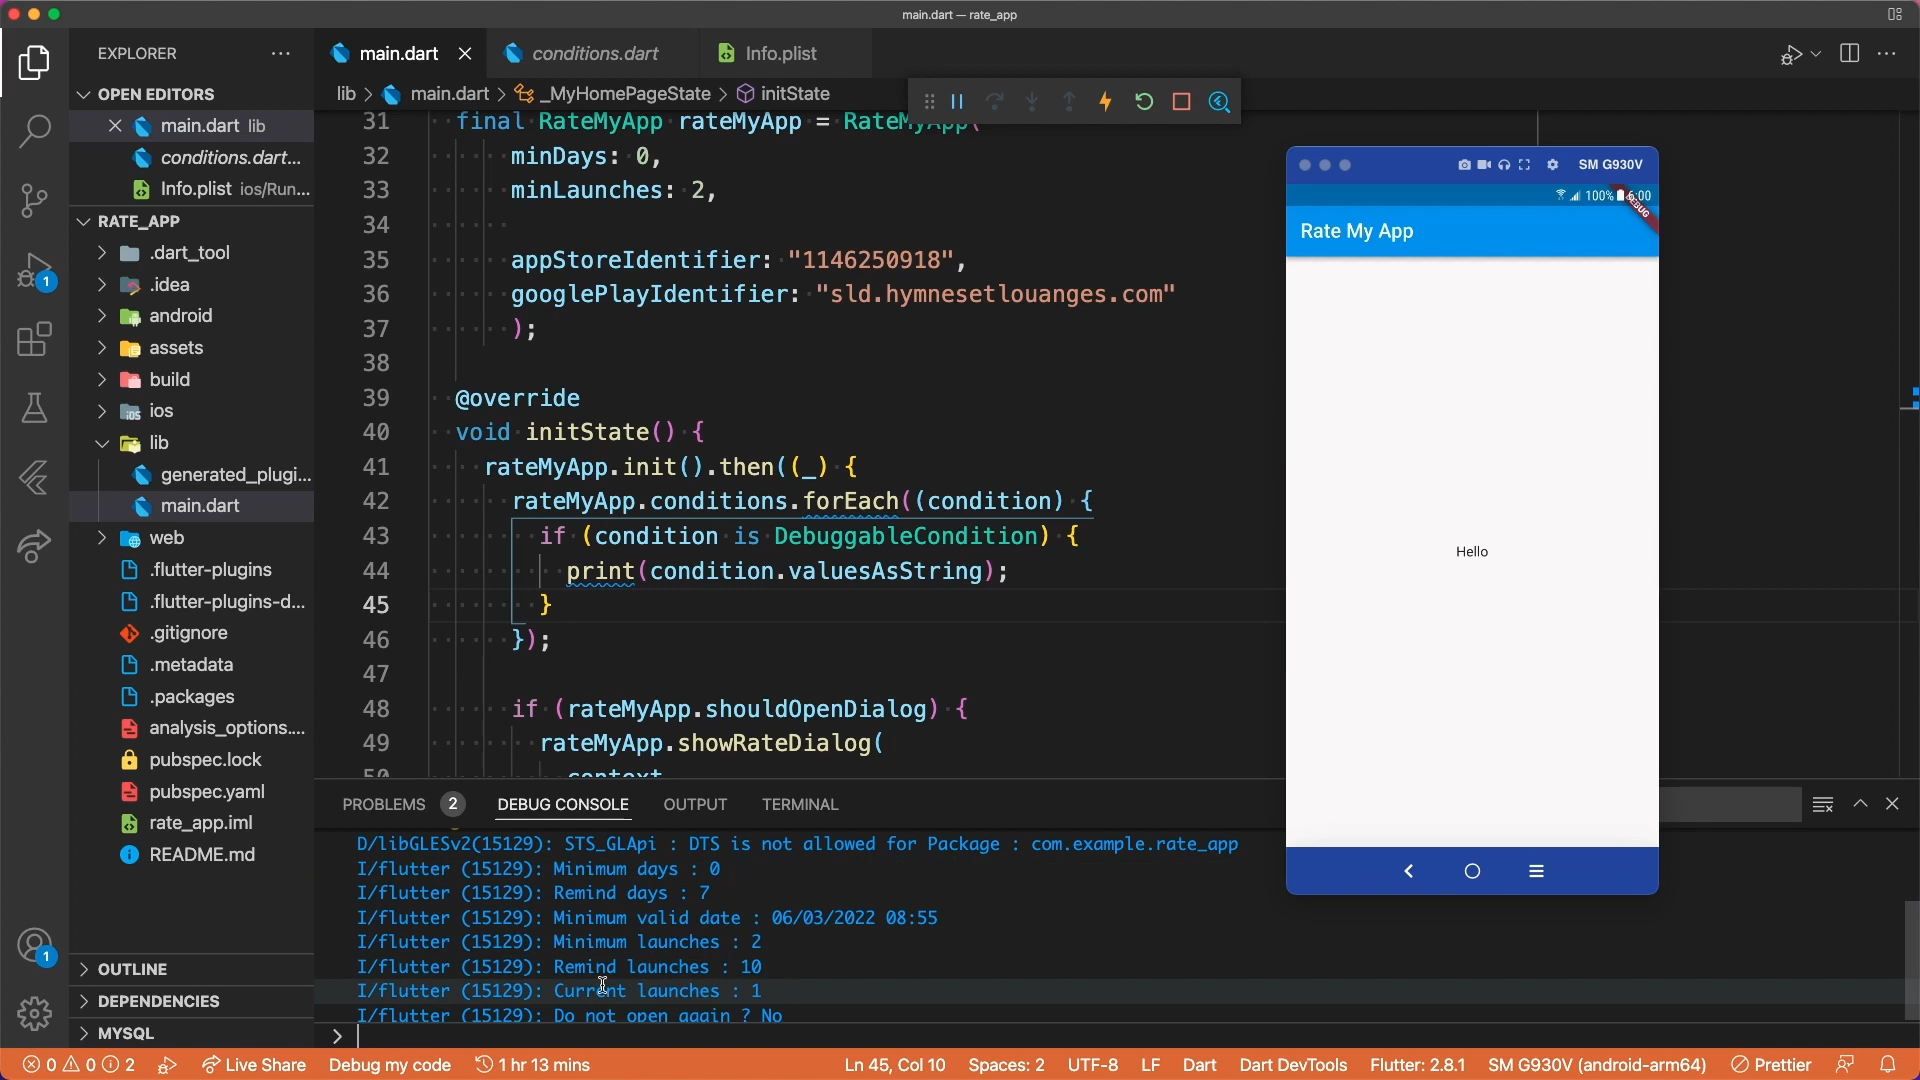 main.dart — rate_app
EXPLORER
main.dart
conditions.dart
Info.plist
OPEN EDITORS
main.dart lib
conditions.dart...
Info.plist ios/Run...
RATE_APP
.dart_tool
.idea
android
assets
build
ios
lib
generated_plugi...
main.dart
web
.flutter-plugins
.flutter-plugins-d...
.gitignore
.metadata
.packages
analysis_options....
pubspec.lock
pubspec.yaml
rate_app.iml
README.md
OUTLINE
DEPENDENCIES
MYSQL
lib > main.dart > _MyHomePageState > initState
31 final RateMyApp rateMyApp = RateMyApp(
32 minDays: 0,
33 minLaunches: 2,
34
35 appStoreIdentifier: "1146250918",
36 googlePlayIdentifier: "sld.hymnesetlouanges.com"
37 );
38
39 @override
40 void initState() {
41 rateMyApp.init().then((_) {
42 rateMyApp.conditions.forEach((condition) {
43 if (condition is DebuggableCondition) {
44 print(condition.valuesAsString);
45 }
46 });
47
48 if (rateMyApp.shouldOpenDialog) {
49 rateMyApp.showRateDialog(
50 context
SM G930V
100% 6:00
DEBUG
Rate My App
Hello
PROBLEMS 2 DEBUG CONSOLE OUTPUT TERMINAL
D/libGLESv2(15129): STS_GLApi : DTS is not allowed for Package : com.example.rate_app
I/flutter (15129): Minimum days : 0
I/flutter (15129): Remind days : 7
I/flutter (15129): Minimum valid date : 06/03/2022 08:55
I/flutter (15129): Minimum launches : 2
I/flutter (15129): Remind launches : 10
I/flutter (15129): Current launches : 1
I/flutter (15129): Do not open again ? No
1
1
0 0 2 Live Share Debug my code 1 hr 13 mins Ln 45, Col 10 Spaces: 2 UTF-8 LF Dart Dart DevTools Flutter: 2.8.1 SM G930V (android-arm64) Prettier